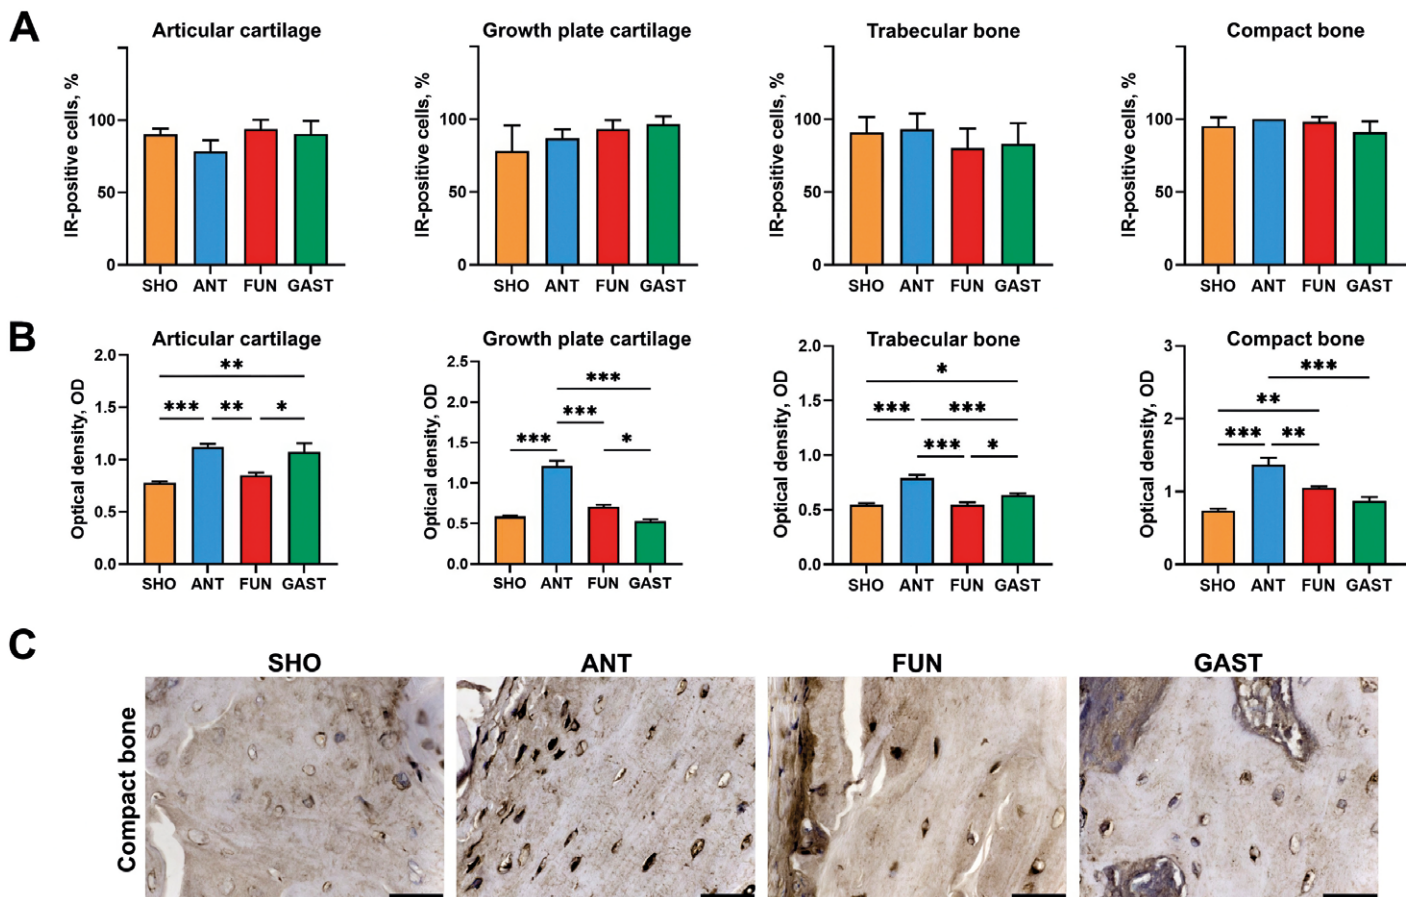 A
Articular cartilage
Growth plate cartilage
Trabecular bone
Compact bone
IR-positive cells, %
100
50
0
SHO ANT FUN GAST
IR-positive cells, %
100
50
0
SHO ANT FUN GAST
IR-positive cells, %
100
50
0
SHO ANT FUN GAST
IR-positive cells, %
100
50
0
SHO ANT FUN GAST
B
Articular cartilage
Growth plate cartilage
Trabecular bone
Compact bone
Optical density, OD
2.0
1.5
1.0
0.5
0.0
**
*** ** *
SHO ANT FUN GAST
Optical density, OD
2.5
2.0
1.5
1.0
0.5
0.0
***
***
*** *
SHO ANT FUN GAST
Optical density, OD
2.0
1.5
1.0
0.5
0.0
*
*** ***
*** *
SHO ANT FUN GAST
Optical density, OD
3
2
1
0
***
**
*** **
SHO ANT FUN GAST
C
SHO
ANT
FUN
GAST
Compact bone